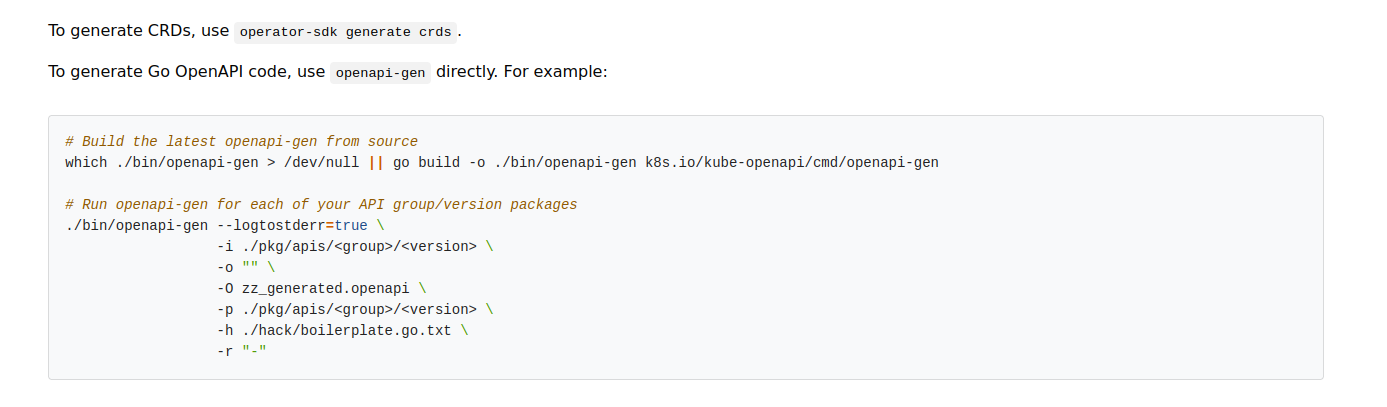 To generate CRDs, use operator-sdk generate crds.
To generate Go OpenAPI code, use openapi-gen directly. For example:
# Build the latest openapi-gen from source
which ./bin/openapi-gen > /dev/null || go build -o ./bin/openapi-gen k8s.io/kube-openapi/cmd/openapi-gen
# Run openapi-gen for each of your API group/version packages
./bin/openapi-gen --logtostderr=true \
-i ./pkg/apis/<group>/<version> \
-o "" \
-O zz_generated.openapi \
-p ./pkg/apis/<group>/<version> \
-h ./hack/boilerplate.go.txt \
-r "-"